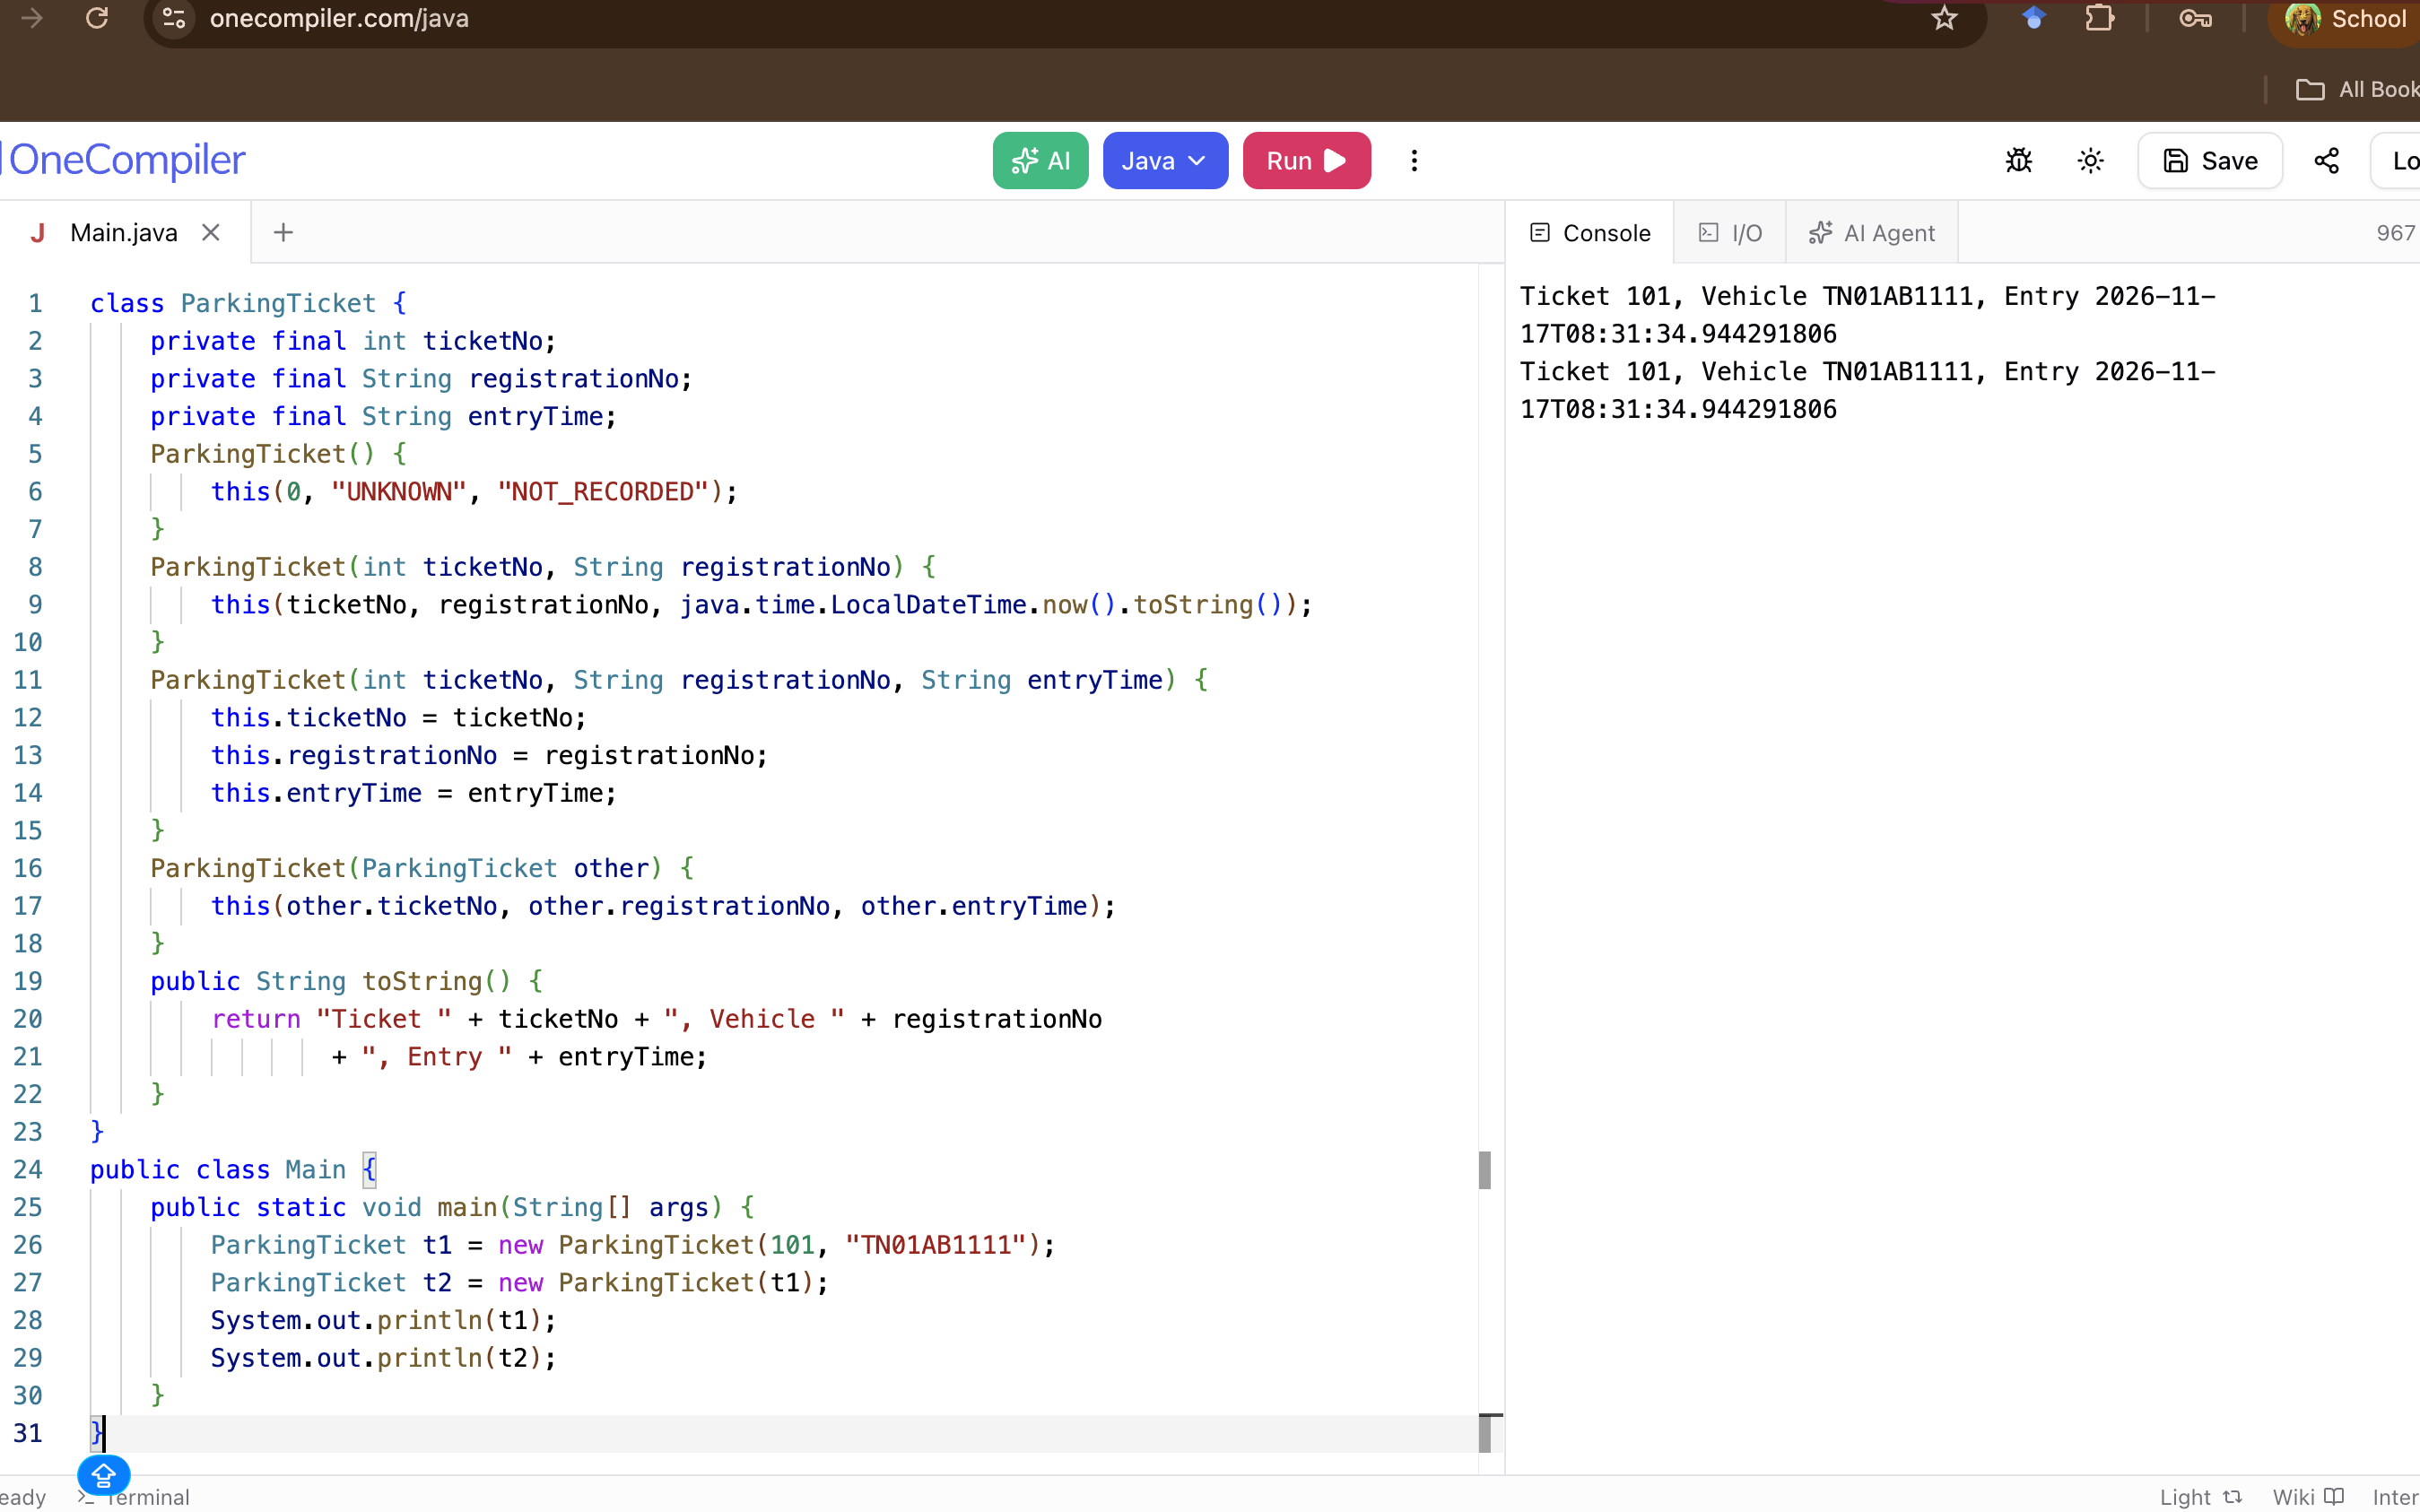 onecompiler.com/java
School
All Book
OneCompiler
AI
Java
Run
Save
Lo
J Main.java
Console
I/O
AI Agent
967
1 class ParkingTicket {
2 private final int ticketNo;
3 private final String registrationNo;
4 private final String entryTime;
5 ParkingTicket() {
6 this(0, "UNKNOWN", "NOT_RECORDED");
7 }
8 ParkingTicket(int ticketNo, String registrationNo) {
9 this(ticketNo, registrationNo, java.time.LocalDateTime.now().toString());
10 }
11 ParkingTicket(int ticketNo, String registrationNo, String entryTime) {
12 this.ticketNo = ticketNo;
13 this.registrationNo = registrationNo;
14 this.entryTime = entryTime;
15 }
16 ParkingTicket(ParkingTicket other) {
17 this(other.ticketNo, other.registrationNo, other.entryTime);
18 }
19 public String toString() {
20 return "Ticket " + ticketNo + ", Vehicle " + registrationNo
21 + ", Entry " + entryTime;
22 }
23 }
24 public class Main {
25 public static void main(String[] args) {
26 ParkingTicket t1 = new ParkingTicket(101, "TN01AB1111");
27 ParkingTicket t2 = new ParkingTicket(t1);
28 System.out.println(t1);
29 System.out.println(t2);
30 }
31 }
Ticket 101, Vehicle TN01AB1111, Entry 2026-11-
17T08:31:34.944291806
Ticket 101, Vehicle TN01AB1111, Entry 2026-11-
17T08:31:34.944291806
eady
Terminal
Light
Wiki
Inter